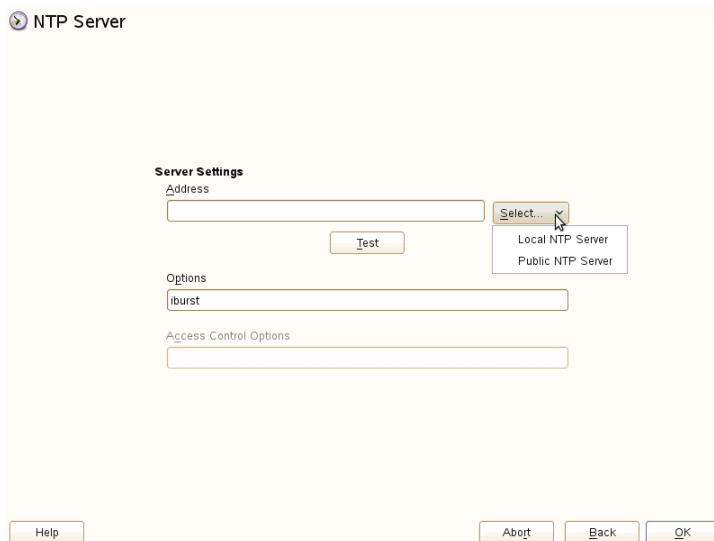 NTP Server
Server Settings
Address
Select...
Local NTP Server
Public NTP Server
Test
Options
iburst
Access Control Options
Help
Abort
Back
OK